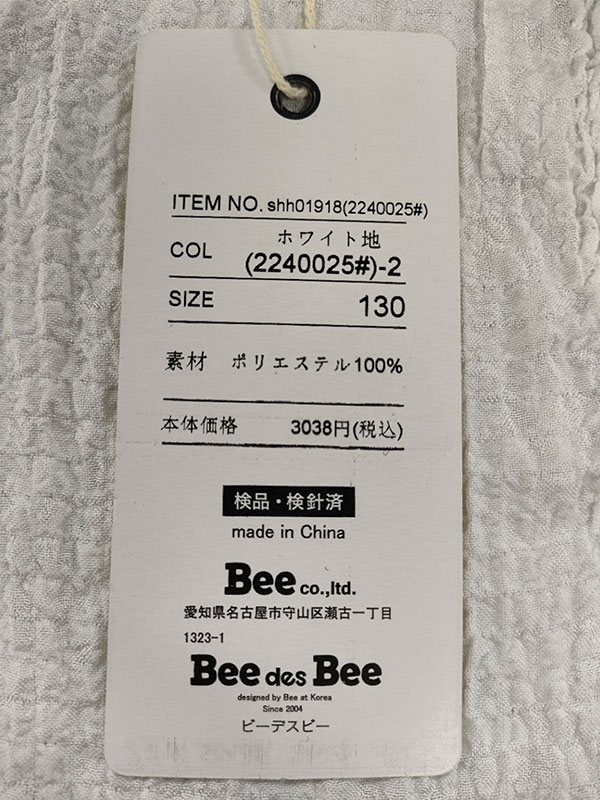 ITEM NO. shh01918(2240025#)
ホワイト地
COL (2240025#)-2
SIZE 130
素材 ポリエステル100%
本体価格 3038円(税込)
検品・検針済
made in China
Bee co.,ltd.
愛知県名古屋市守山区瀬古一丁目
1323-1
Bee des Bee
designed by Bee at Korea
Since 2004
ビーデスビー